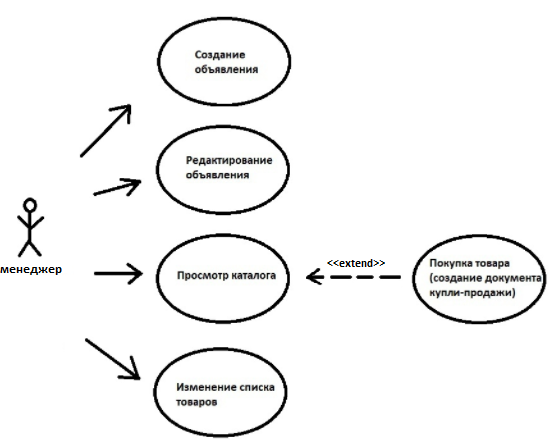 Создание
объявления
Редактирование
объявления
менеджер
Просмотр каталога
<<extend>>
Покупка товара
(создание документа
купли-продажи)
Изменение списка
товаров